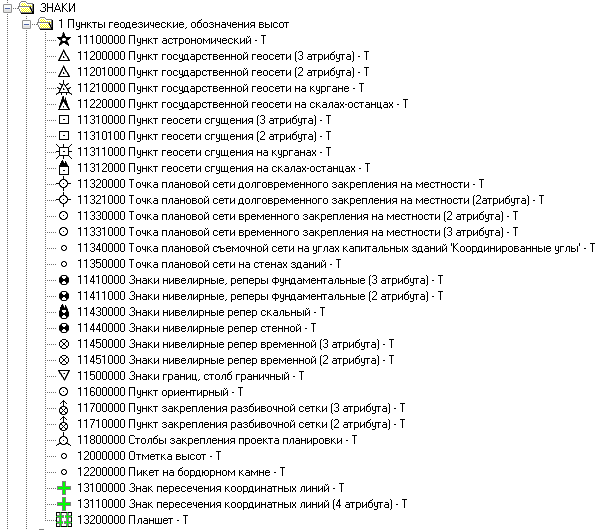 ЗНАКИ
1 Пункты геодезические, обозначения высот
11100000 Пункт астрономический - Т
11200000 Пункт государственной геосети (3 атрибута) - Т
11201000 Пункт государственной геосети (2 атрибута) - Т
11210000 Пункт государственной геосети на кургане - Т
11220000 Пункт государственной геосети на скалах-останцах - Т
11310000 Пункт геосети сгущения (3 атрибута) - Т
11310100 Пункт геосети сгущения (2 атрибута) - Т
11311000 Пункт геосети сгущения на курганах - Т
11312000 Пункт геосети сгущения на скалах-останцах - Т
11320000 Точка плановой сети долговременного закрепления на местности - Т
11321000 Точка плановой сети долговременного закрепления на местности (2атрибута) - Т
11330000 Точка плановой сети временного закрепления на местности (2 атрибута) - Т
11331000 Точка плановой сети временного закрепления на местности (3 атрибута) - Т
11340000 Точка плановой съемочной сети на углах капитальных зданий 'Координированные углы' - Т
11350000 Точка плановой сети на стенах зданий - Т
11410000 Знаки нивелирные, реперы фундаментальные (3 атрибута) - Т
11411000 Знаки нивелирные, реперы фундаментальные (2 атрибута) - Т
11430000 Знаки нивелирные репер скальный - Т
11440000 Знаки нивелирные репер стенной - Т
11450000 Знаки нивелирные репер временной (3 атрибута) - Т
11451000 Знаки нивелирные репер временной (2 атрибута) - Т
11500000 Знаки границ, столб граничный - Т
11600000 Пункт ориентирный - Т
11700000 Пункт закрепления разбивочной сетки (3 атрибута) - Т
11710000 Пункт закрепления разбивочной сетки (2 атрибута) - Т
11800000 Столбы закрепления проекта планировки - Т
12000000 Отметка высот - Т
12200000 Пикет на бордюрном камне - Т
13100000 Знак пересечения координатных линий - Т
13110000 Знак пересечения координатных линий (4 атрибута) - Т
13200000 Планшет - Т